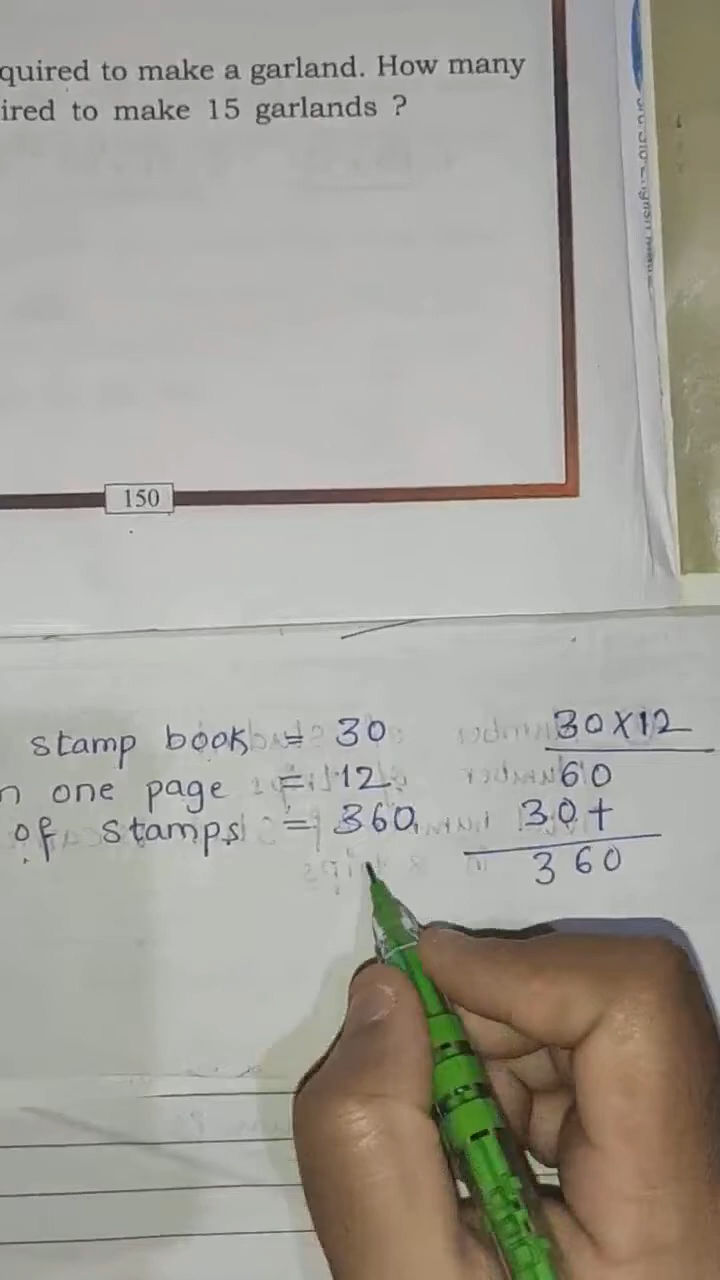 quired to make a garland. How many
ired to make 15 garlands ?
150
stamp book = 30
n one page = 12
of stamps = 360
30×12
60
30+
360